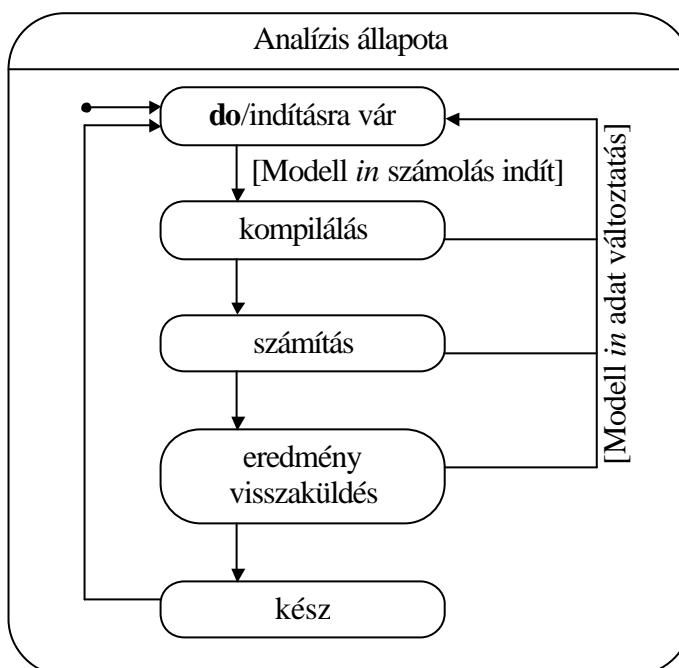 Analízis állapota
do/indításra vár
[Modell in számolás indít]
kompilálás
számítás
eredmény
visszaküldés
kész
[Modell in adat változtatás]